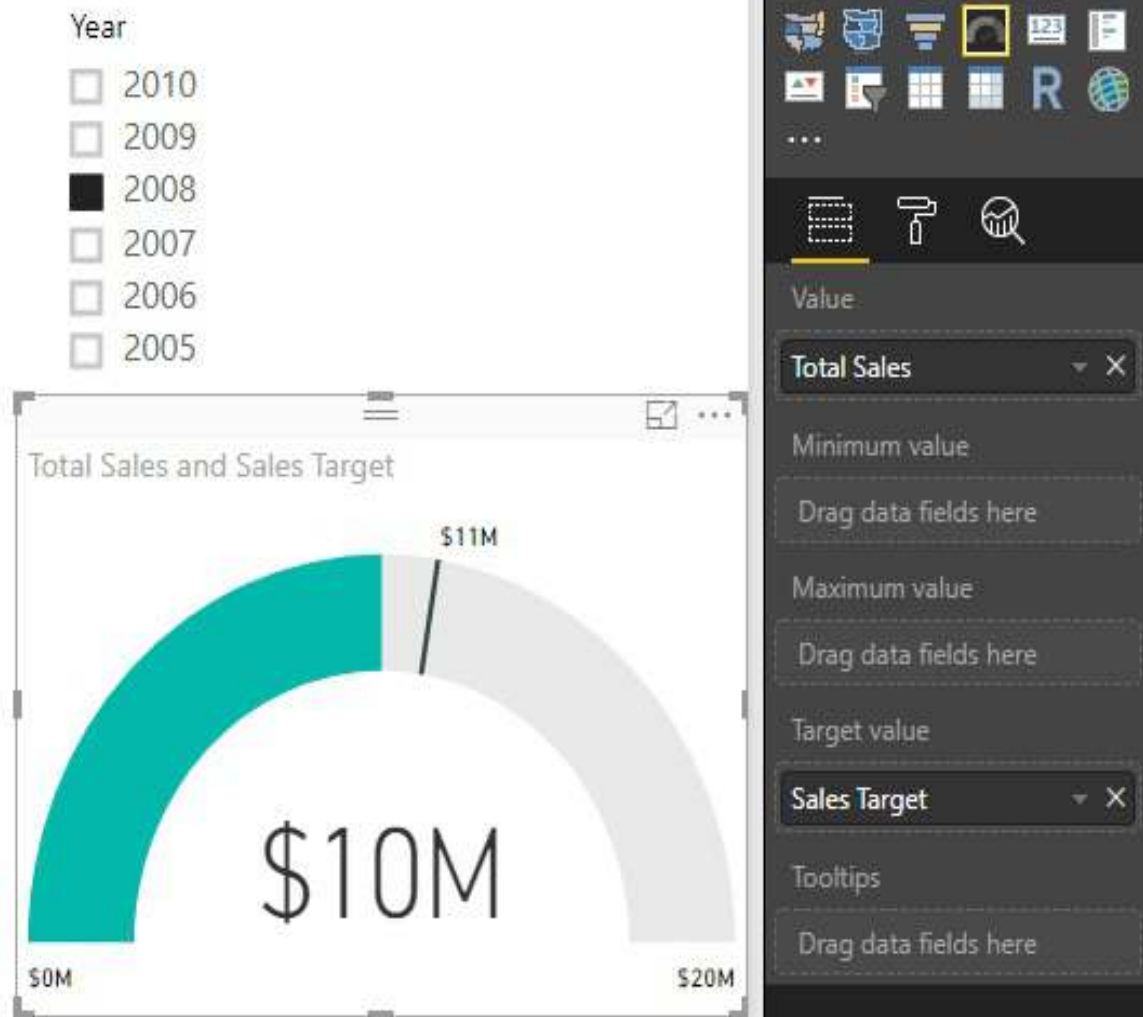 Year
2010
2009
2008
2007
2006
2005
Total Sales and Sales Target
$11M
$10M
$0M
$20M
123
R
Value
Total Sales
Minimum value
Drag data fields here
Maximum value
Drag data fields here
Target value
Sales Target
Tooltips
Drag data fields here